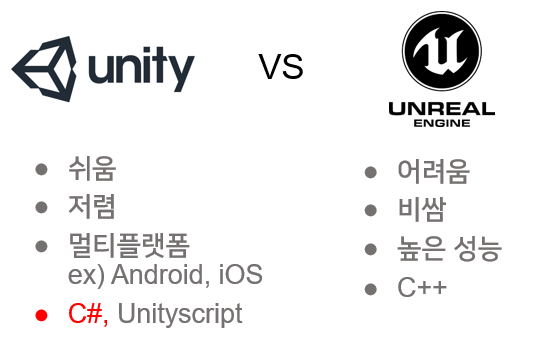 unity
VS
UNREAL
ENGINE
쉬움
저렴
멀티플랫폼
ex) Android, iOS
C#, Unityscript
어려움
비쌈
높은 성능
C++